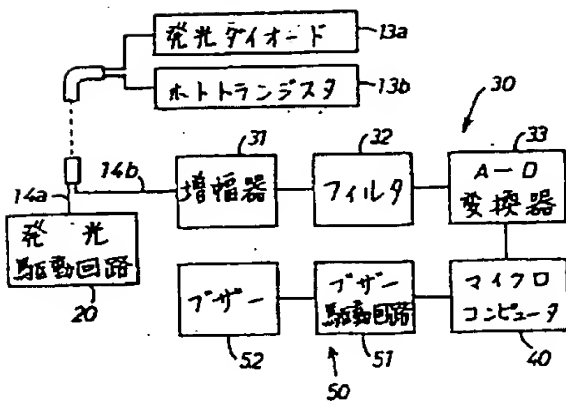 発光ダイオード
13a
ホトトランジスタ
13b
30
31
32
33
14a
14b
増幅器
フィルタ
A-D
変換器
発光
駆動回路
20
ブザー
52
ブザー
駆動回路
51
50
マイクロ
コンピュータ
40